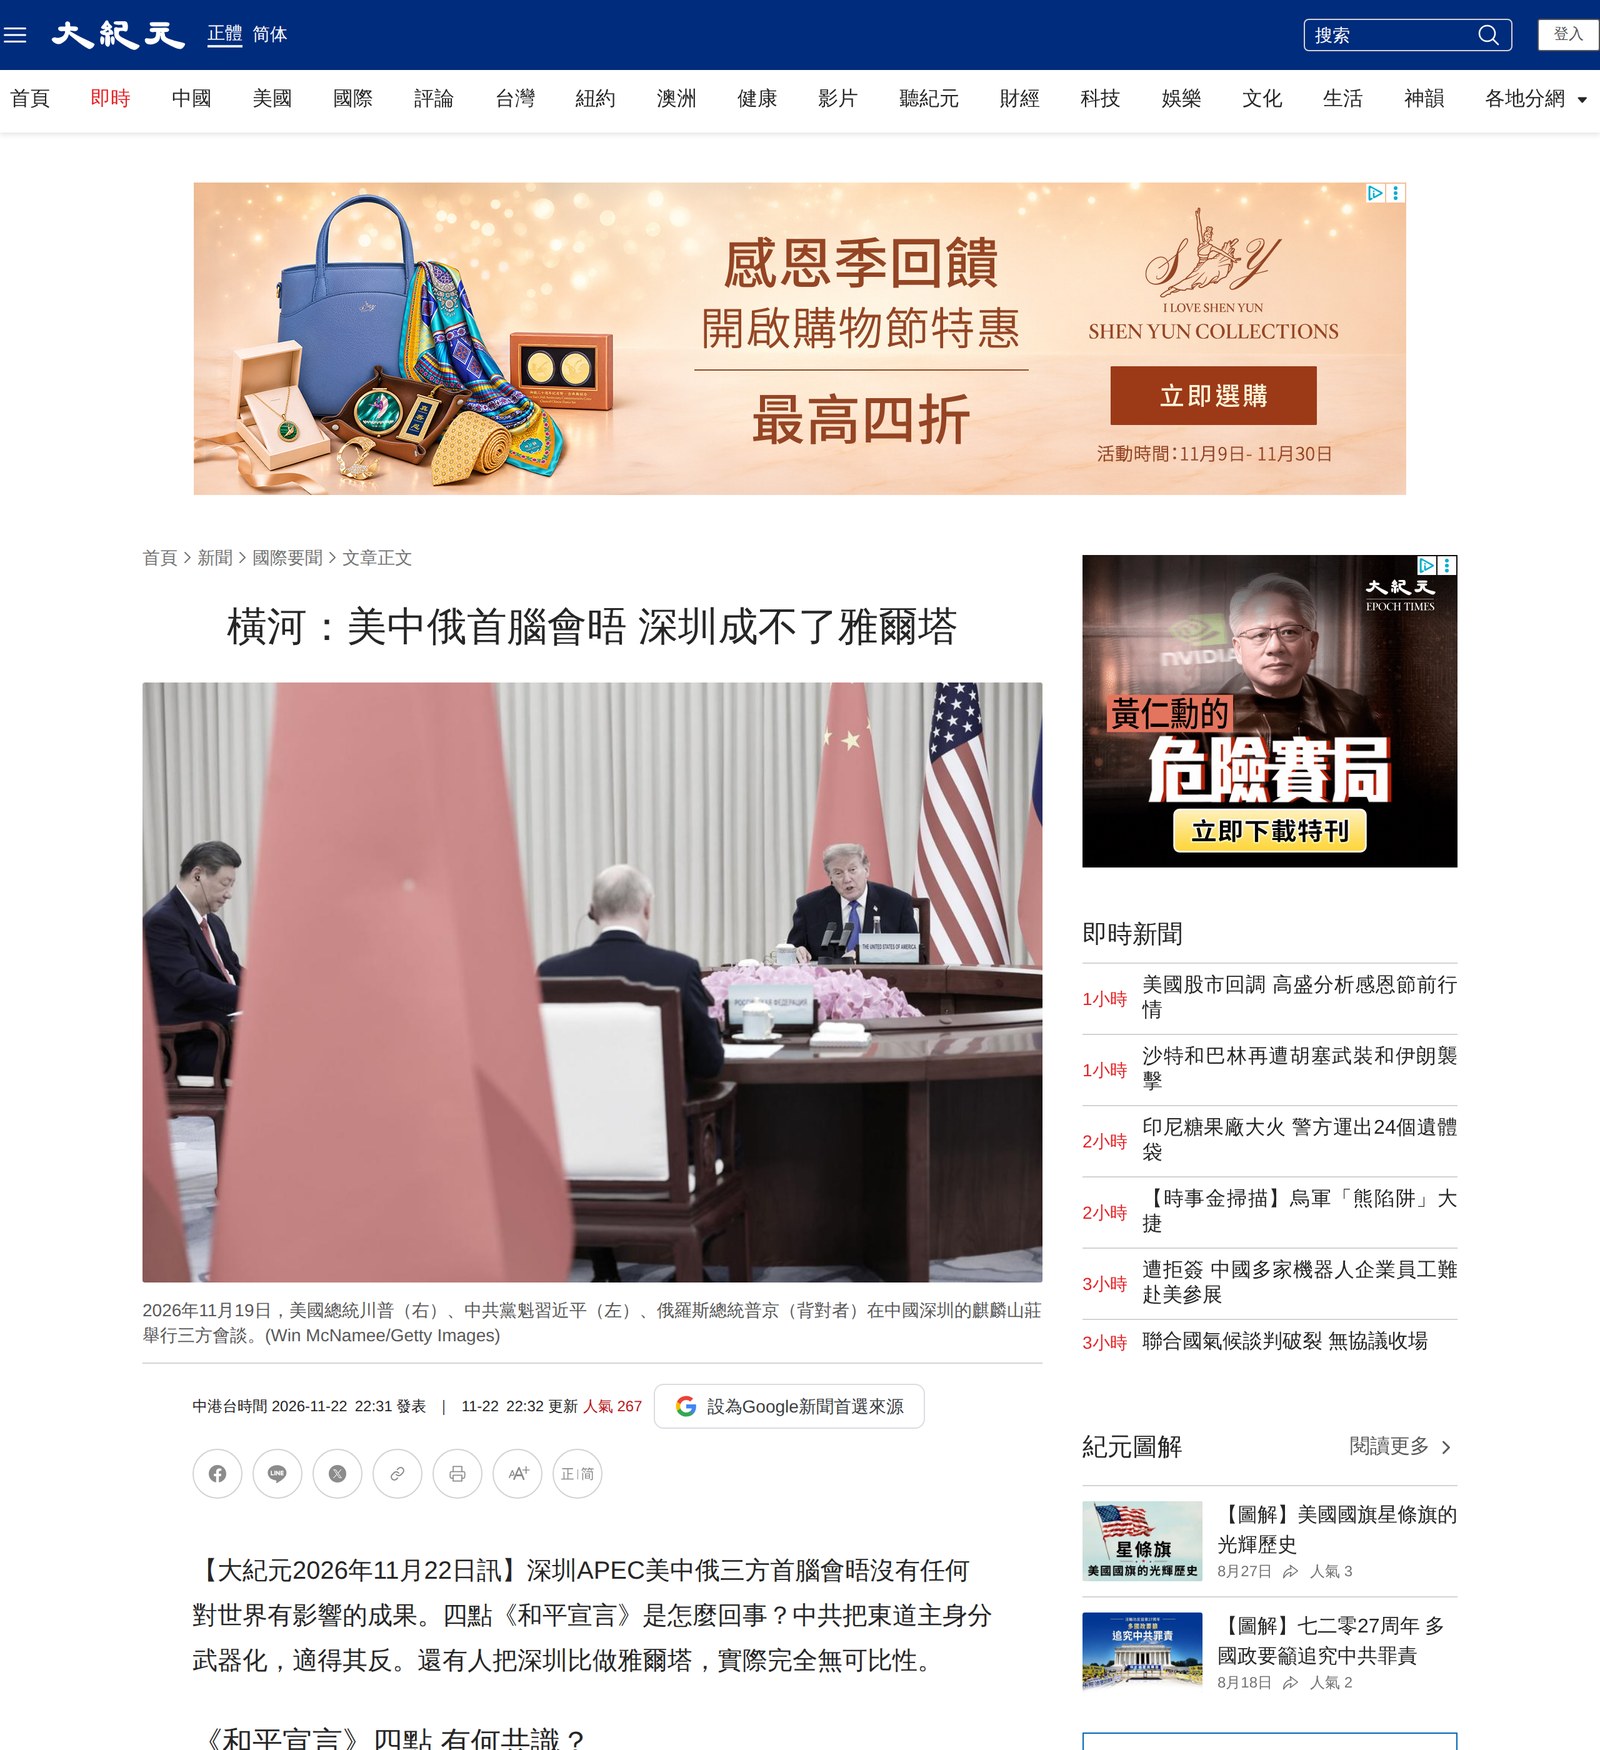 大紀元 正體 简体 搜索 登入
首頁 即時 中國 美國 國際 評論 台灣 紐約 澳洲 健康 影片 聽紀元 財經 科技 娛樂 文化 生活 神韻 各地分網
感恩季回饋
開啟購物節特惠
最高四折
I LOVE SHEN YUN
SHEN YUN COLLECTIONS
立即選購
活動時間:11月9日- 11月30日
首頁 > 新聞 > 國際要聞 > 文章正文
橫河：美中俄首腦會晤 深圳成不了雅爾塔
THE UNITED STATES OF AMERICA
РОССИЙСКАЯ ФЕДЕРАЦИЯ
2026年11月19日，美國總統川普（右）、中共黨魁習近平（左）、俄羅斯總統普京（背對者）在中國深圳的麒麟山莊
舉行三方會談。(Win McNamee/Getty Images)
中港台時間 2026-11-22 22:31 發表 | 11-22 22:32 更新 人氣 267
設為Google新聞首選來源
LINE
AA+
正|简
【大紀元2026年11月22日訊】深圳APEC美中俄三方首腦會晤沒有任何
對世界有影響的成果。四點《和平宣言》是怎麼回事？中共把東道主身分
武器化，適得其反。還有人把深圳比做雅爾塔，實際完全無可比性。
《和平宣言》四點 有何共識？
大紀元
EPOCH TIMES
NVIDIA
黃仁勳的
危險賽局
立即下載特刊
即時新聞
1小時 美國股市回調 高盛分析感恩節前行
情
1小時 沙特和巴林再遭胡塞武裝和伊朗襲
擊
2小時 印尼糖果廠大火 警方運出24個遺體
袋
2小時 【時事金掃描】烏軍「熊陷阱」大
捷
3小時 遭拒簽 中國多家機器人企業員工難
赴美參展
3小時 聯合國氣候談判破裂 無協議收場
紀元圖解 閱讀更多
星條旗
美國國旗的光輝歷史
【圖解】美國國旗星條旗的
光輝歷史
8月27日 人氣 3
追究中共罪責
【圖解】七二零27周年 多
國政要籲追究中共罪責
8月18日 人氣 2